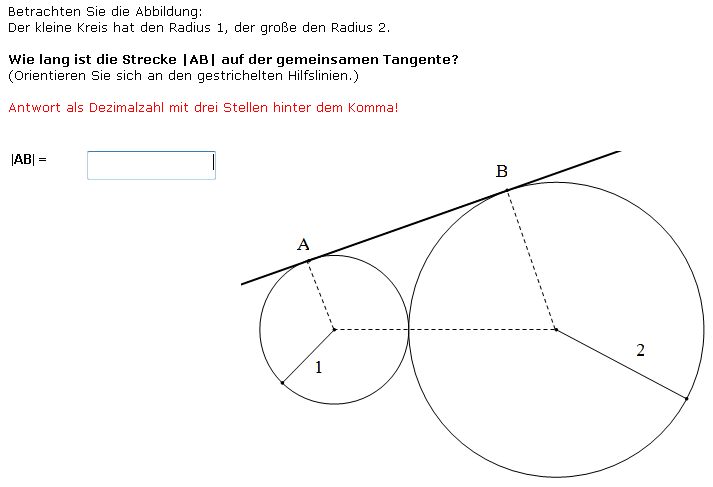 Betrachten Sie die Abbildung:
Der kleine Kreis hat den Radius 1, der große den Radius 2.
Wie lang ist die Strecke |AB| auf der gemeinsamen Tangente?
(Orientieren Sie sich an den gestrichelten Hilfslinien.)
Antwort als Dezimalzahl mit drei Stellen hinter dem Komma!
|AB| =
B
A
2
1